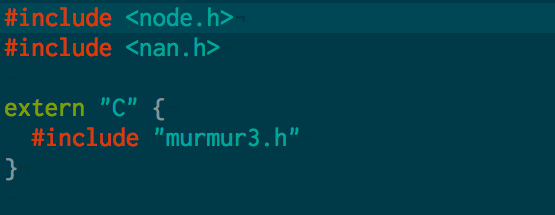 #include <node.h>¬
#include <nan.h>
extern "C" {
#include "murmur3.h"
}